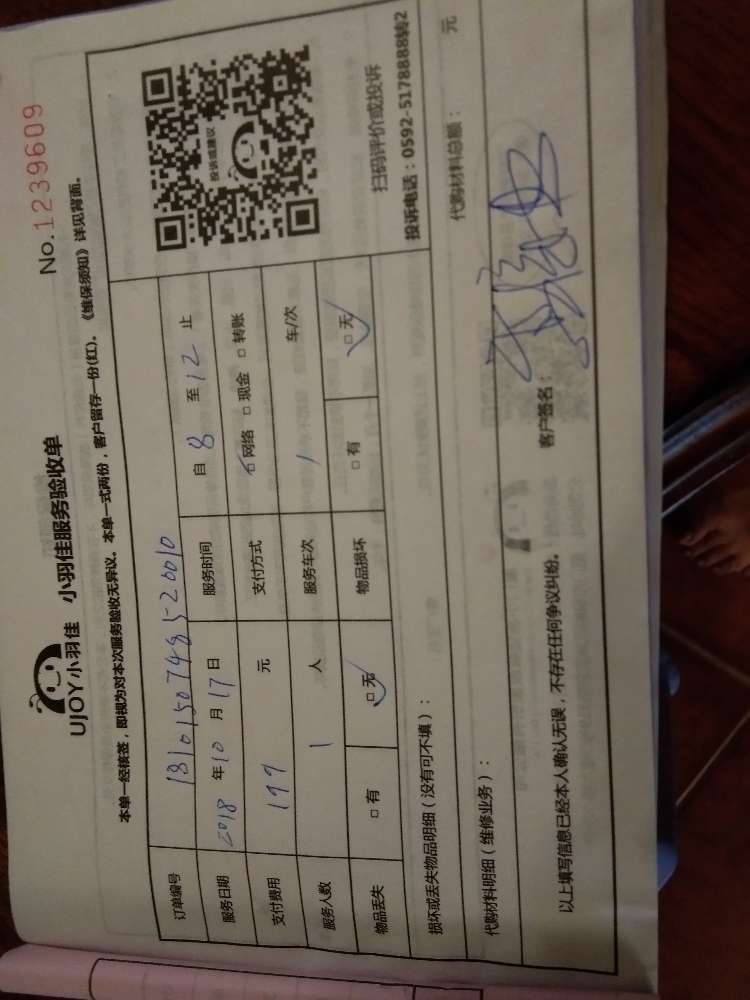 No.1239609
UJOY小羽佳 小羽佳服务验收单
本单一经核签，即视为对本次服务验收无异议。本单一式两份，客户留存一份(红)。《维保须知》详见背面。
订单编号 18101507498520010
服务日期 2018 年 10 月 17 日 服务时间 自 8 至 12 止
支付费用 199 元 支付方式 □ 网络 □ 现金 □ 转账
服务人数 1 人 服务车次 1 车/次
物品丢失 □ 有 □ 无 物品损坏 □ 有 □ 无
投诉或建议
扫码评价或投诉
投诉电话：0592-5178888转2
损坏或丢失物品明细（没有可不填）：
代购材料明细（维修业务）： 代购材料总额： 元
以上填写信息已经本人确认无误，不存在任何争议纠纷。 客户签名：